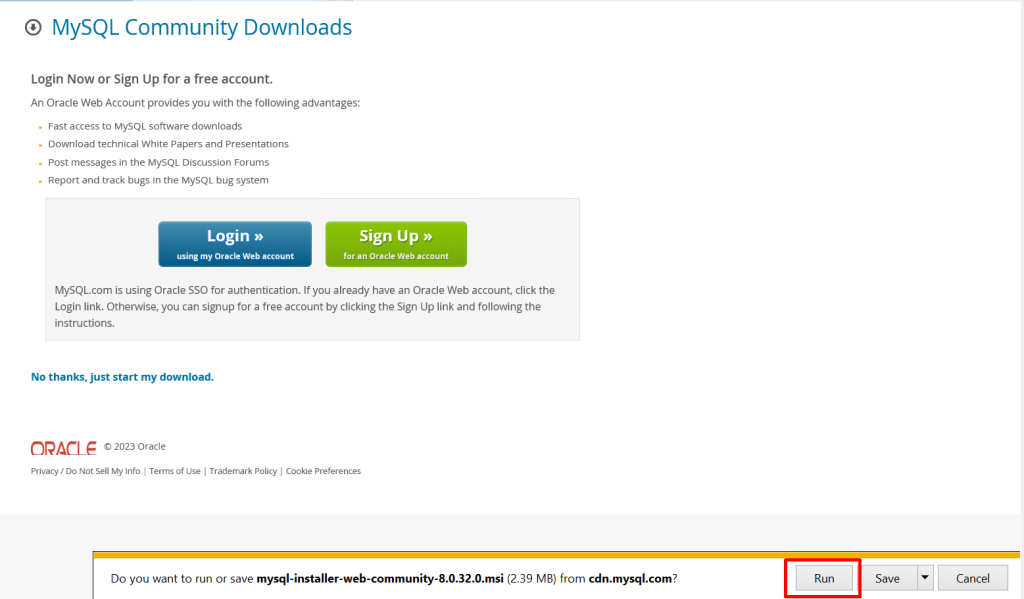 MySQL Community Downloads
Login Now or Sign Up for a free account.
An Oracle Web Account provides you with the following advantages:
Fast access to MySQL software downloads
Download technical White Papers and Presentations
Post messages in the MySQL Discussion Forums
Report and track bugs in the MySQL bug system
Login »
using my Oracle Web account
Sign Up »
for an Oracle Web account
MySQL.com is using Oracle SSO for authentication. If you already have an Oracle Web account, click the
Login link. Otherwise, you can signup for a free account by clicking the Sign Up link and following the
instructions.
No thanks, just start my download.
ORACLE © 2023 Oracle
Privacy / Do Not Sell My Info | Terms of Use | Trademark Policy | Cookie Preferences
Do you want to run or save mysql-installer-web-community-8.0.32.0.msi (2.39 MB) from cdn.mysql.com?
Run
Save
Cancel